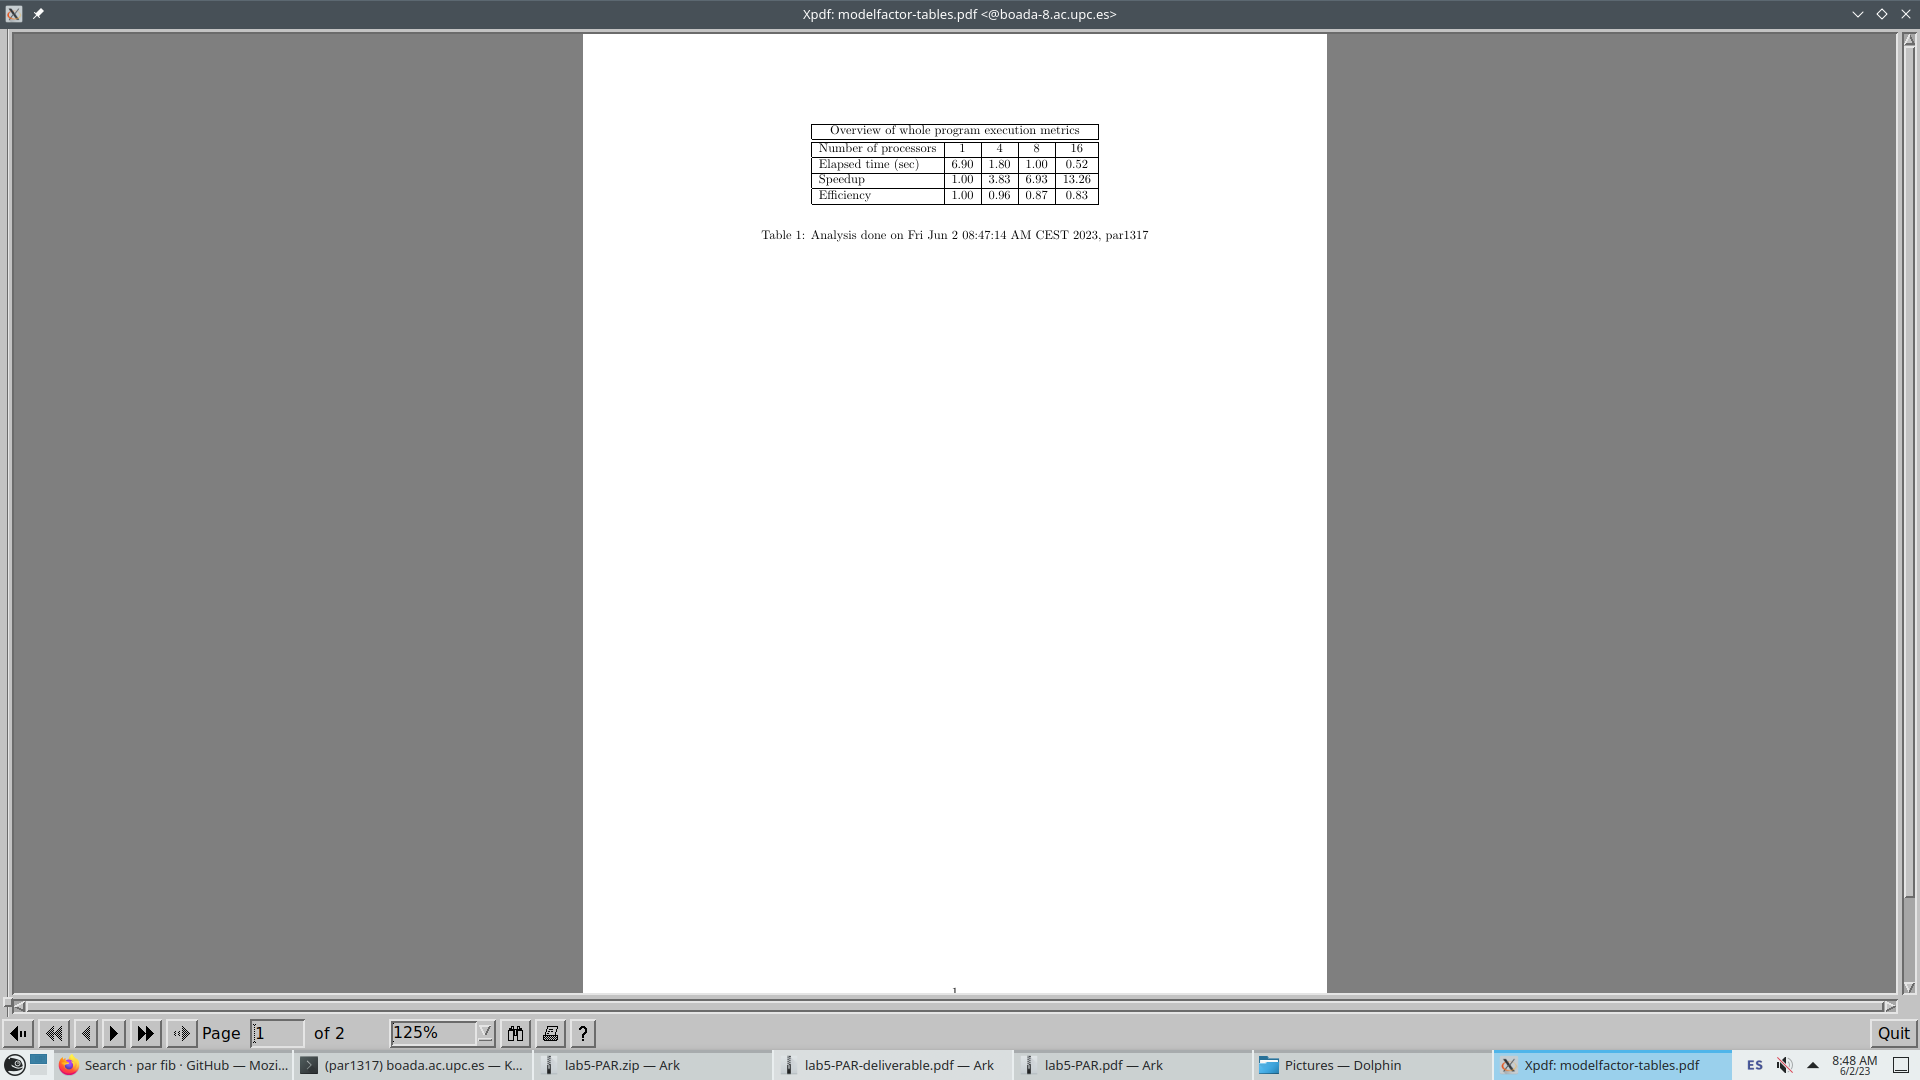 Xpdf: modelfactor-tables.pdf <@boada-8.ac.upc.es>
Overview of whole program execution metrics
Number of processors 1 4 8 16
Elapsed time (sec) 6.90 1.80 1.00 0.52
Speedup 1.00 3.83 6.93 13.26
Efficiency 1.00 0.96 0.87 0.83
Table 1: Analysis done on Fri Jun 2 08:47:14 AM CEST 2023, par1317
1
Page 1 of 2 125% ? Quit
Search · par fib · GitHub — Mozi... (par1317) boada.ac.upc.es — K... lab5-PAR.zip — Ark lab5-PAR-deliverable.pdf — Ark lab5-PAR.pdf — Ark Pictures — Dolphin Xpdf: modelfactor-tables.pdf ES 8:48 AM
6/2/23